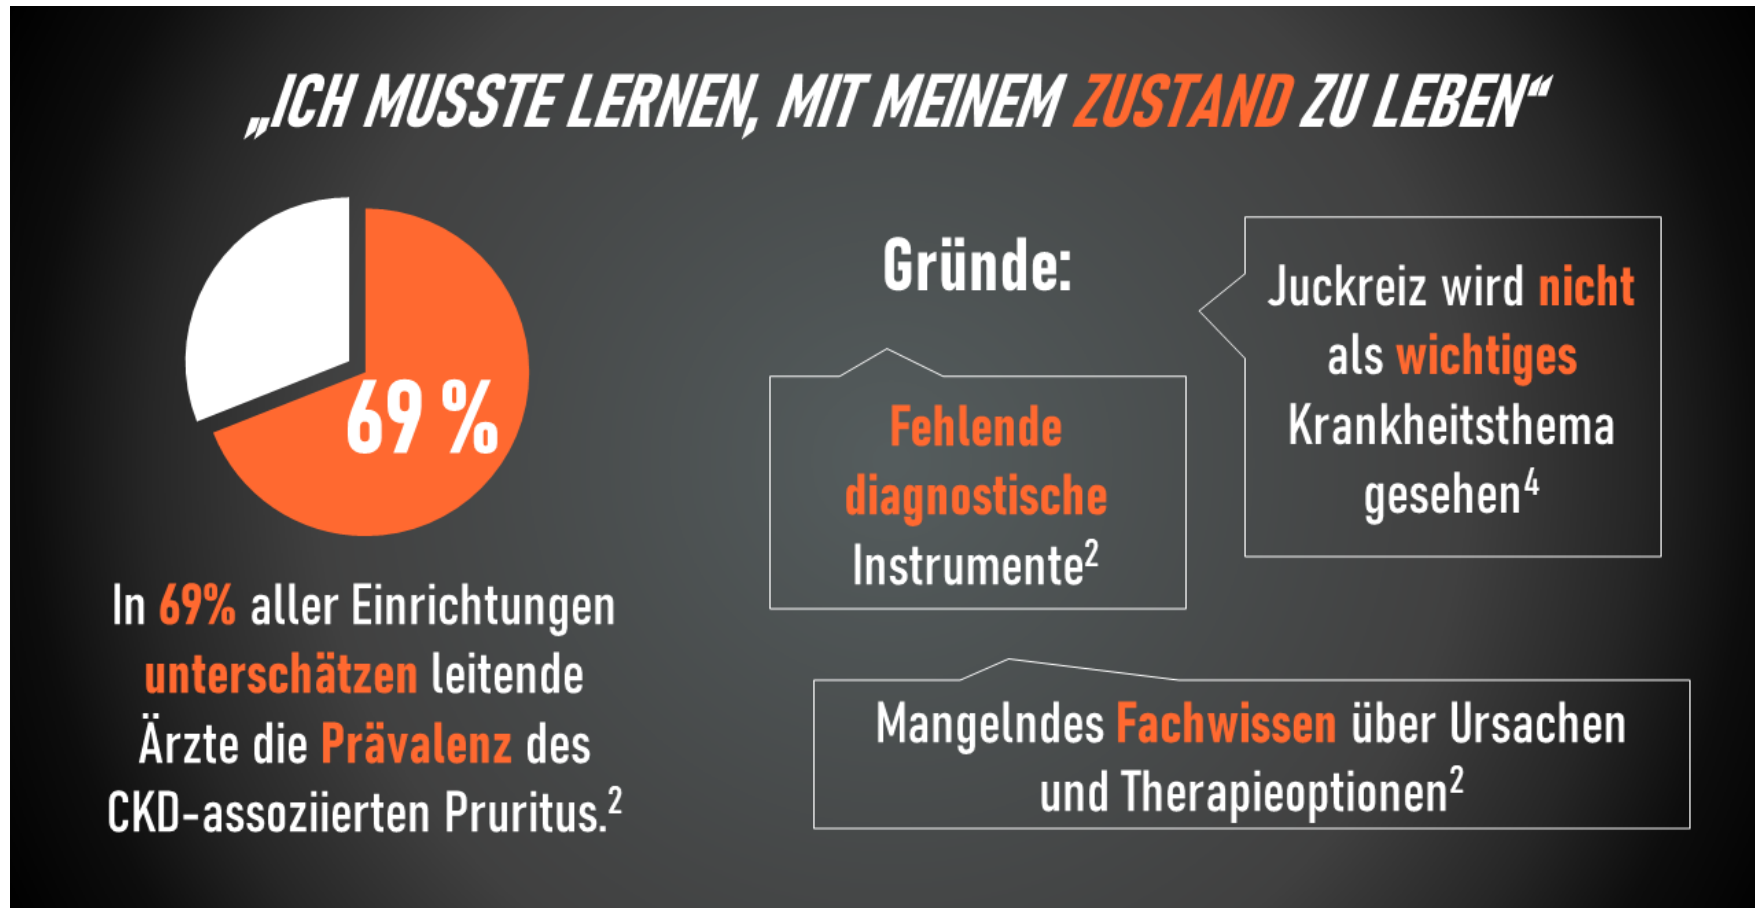 „ICH MUSSTE LERNEN, MIT MEINEM ZUSTAND ZU LEBEN“
69 %
In 69% aller Einrichtungen
unterschätzen leitende
Ärzte die Prävalenz des
CKD-assoziierten Pruritus.²
Gründe:
Fehlende
diagnostische
Instrumente²
Juckreiz wird nicht
als wichtiges
Krankheitsthema
gesehen⁴
Mangelndes Fachwissen über Ursachen
und Therapieoptionen²